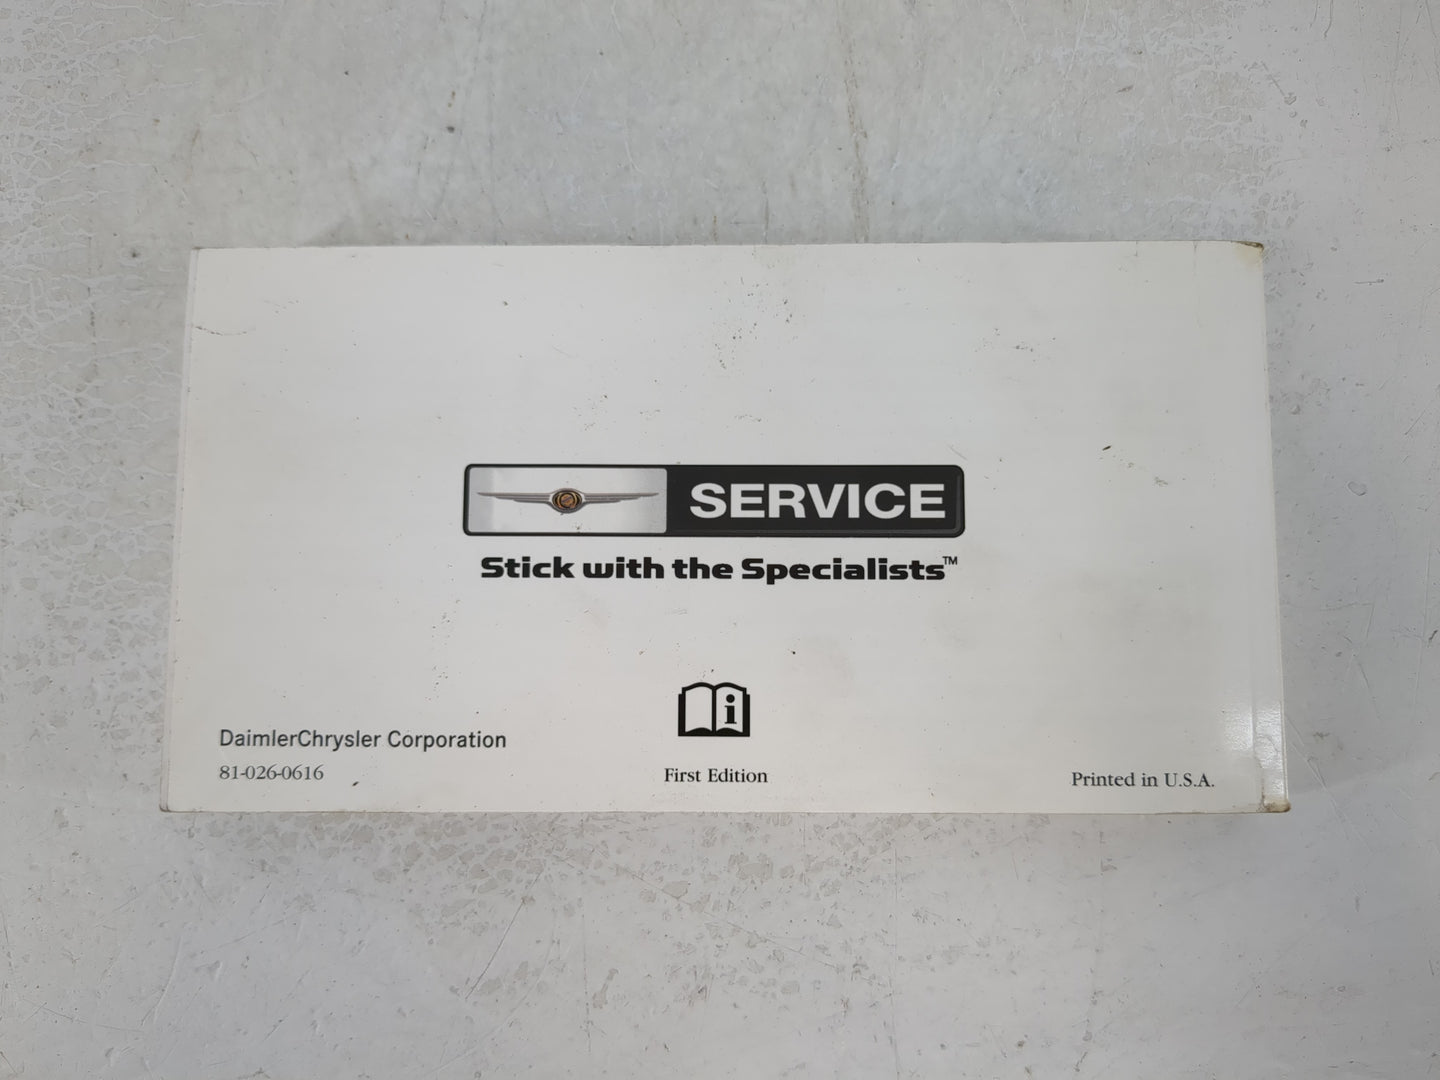 SERVICE
Stick with the Specialists™
i
DaimlerChrysler Corporation
81-026-0616
First Edition
Printed in U.S.A.